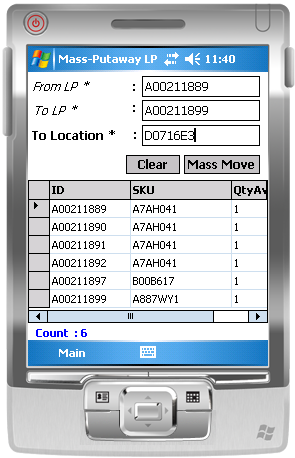 Mass-Putaway LP 11:40
From LP * : A00211889
To LP * : A00211899
To Location * : D0716E3
Clear Mass Move
ID SKU QtyAv
A00211889 A7AH041 1
A00211890 A7AH041 1
A00211891 A7AH041 1
A00211892 A7AH041 1
A00211897 B00B617 1
A00211899 A887WY1 1
Count : 6
Main